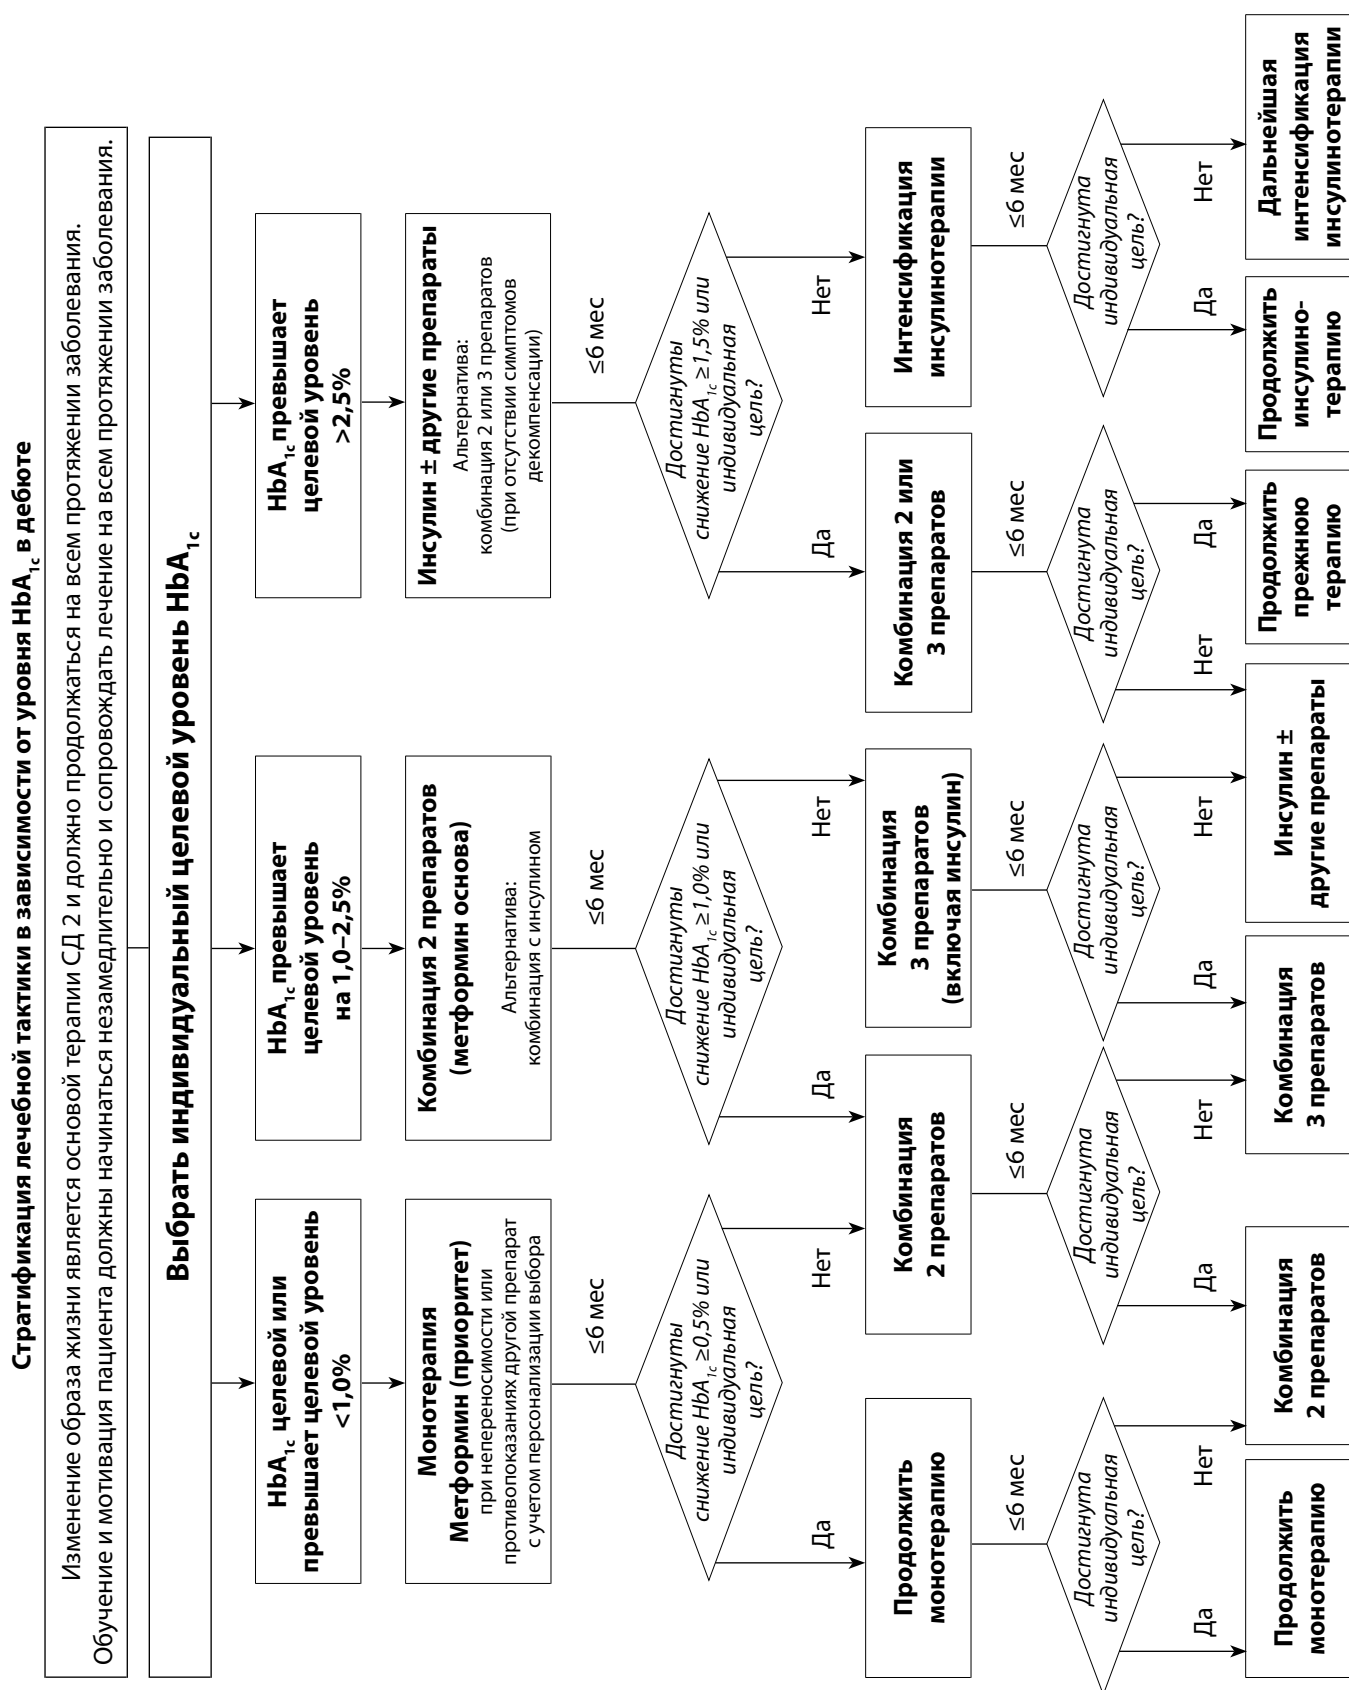 Стратификация лечебной тактики в зависимости от уровня HbA1c в дебюте
Изменение образа жизни является основой терапии СД 2 и должно продолжаться на всем протяжении заболевания.
Обучение и мотивация пациента должны начинаться незамедлительно и сопровождать лечение на всем протяжении заболевания.
Выбрать индивидуальный целевой уровень HbA1c
HbA1c целевой или
превышает целевой уровень
<1,0%
HbA1c превышает
целевой уровень
на 1,0–2,5%
HbA1c превышает
целевой уровень
>2,5%
Монотерапия
Метформин (приоритет)
при непереносимости или
противопоказаниях другой препарат
с учетом персонализации выбора
Комбинация 2 препаратов
(метформин основа)
Альтернатива:
комбинация с инсулином
Инсулин ± другие препараты
Альтернатива:
комбинация 2 или 3 препаратов
(при отсутствии симптомов
декомпенсации)
≤6 мес
≤6 мес
≤6 мес
Достигнуты
снижение HbA1c ≥0,5% или
индивидуальная
цель?
Достигнуты
снижение HbA1c ≥1,0% или
индивидуальная
цель?
Достигнуты
снижение HbA1c ≥1,5% или
индивидуальная
цель?
Да
Нет
Да
Нет
Да
Нет
Продолжить
монотерапию
Комбинация
2 препаратов
Комбинация
3 препаратов
(включая инсулин)
Комбинация 2 или
3 препаратов
Интенсификация
инсулинотерапии
≤6 мес
≤6 мес
≤6 мес
≤6 мес
≤6 мес
Достигнута
индивидуальная
цель?
Достигнута
индивидуальная
цель?
Достигнута
индивидуальная
цель?
Достигнута
индивидуальная
цель?
Достигнута
индивидуальная
цель?
Да
Нет
Да
Нет
Да
Нет
Нет
Да
Да
Нет
Продолжить
монотерапию
Комбинация
2 препаратов
Комбинация
3 препаратов
Инсулин ±
другие препараты
Продолжить
прежнюю
терапию
Продолжить
инсулино-
терапию
Дальнейшая
интенсификация
инсулинотерапии